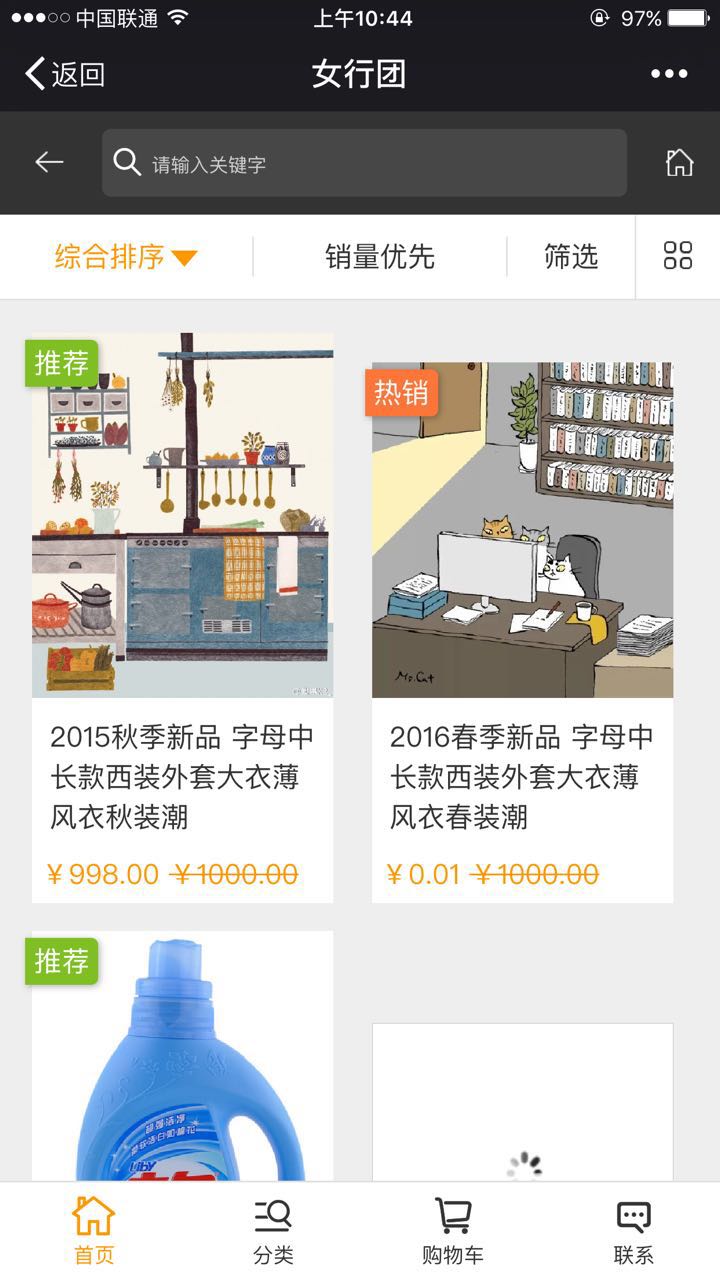 中国联通
上午10:44
97%
返回
女行团
请输入关键字
综合排序
销量优先
筛选
推荐
热销
Mr.Cat
2015秋季新品 字母中
长款西装外套大衣薄
风衣秋装潮
¥998.00 ¥1000.00
2016春季新品 字母中
长款西装外套大衣薄
风衣春装潮
¥0.01 ¥1000.00
推荐
超强洁净
Liby
首页
分类
购物车
联系